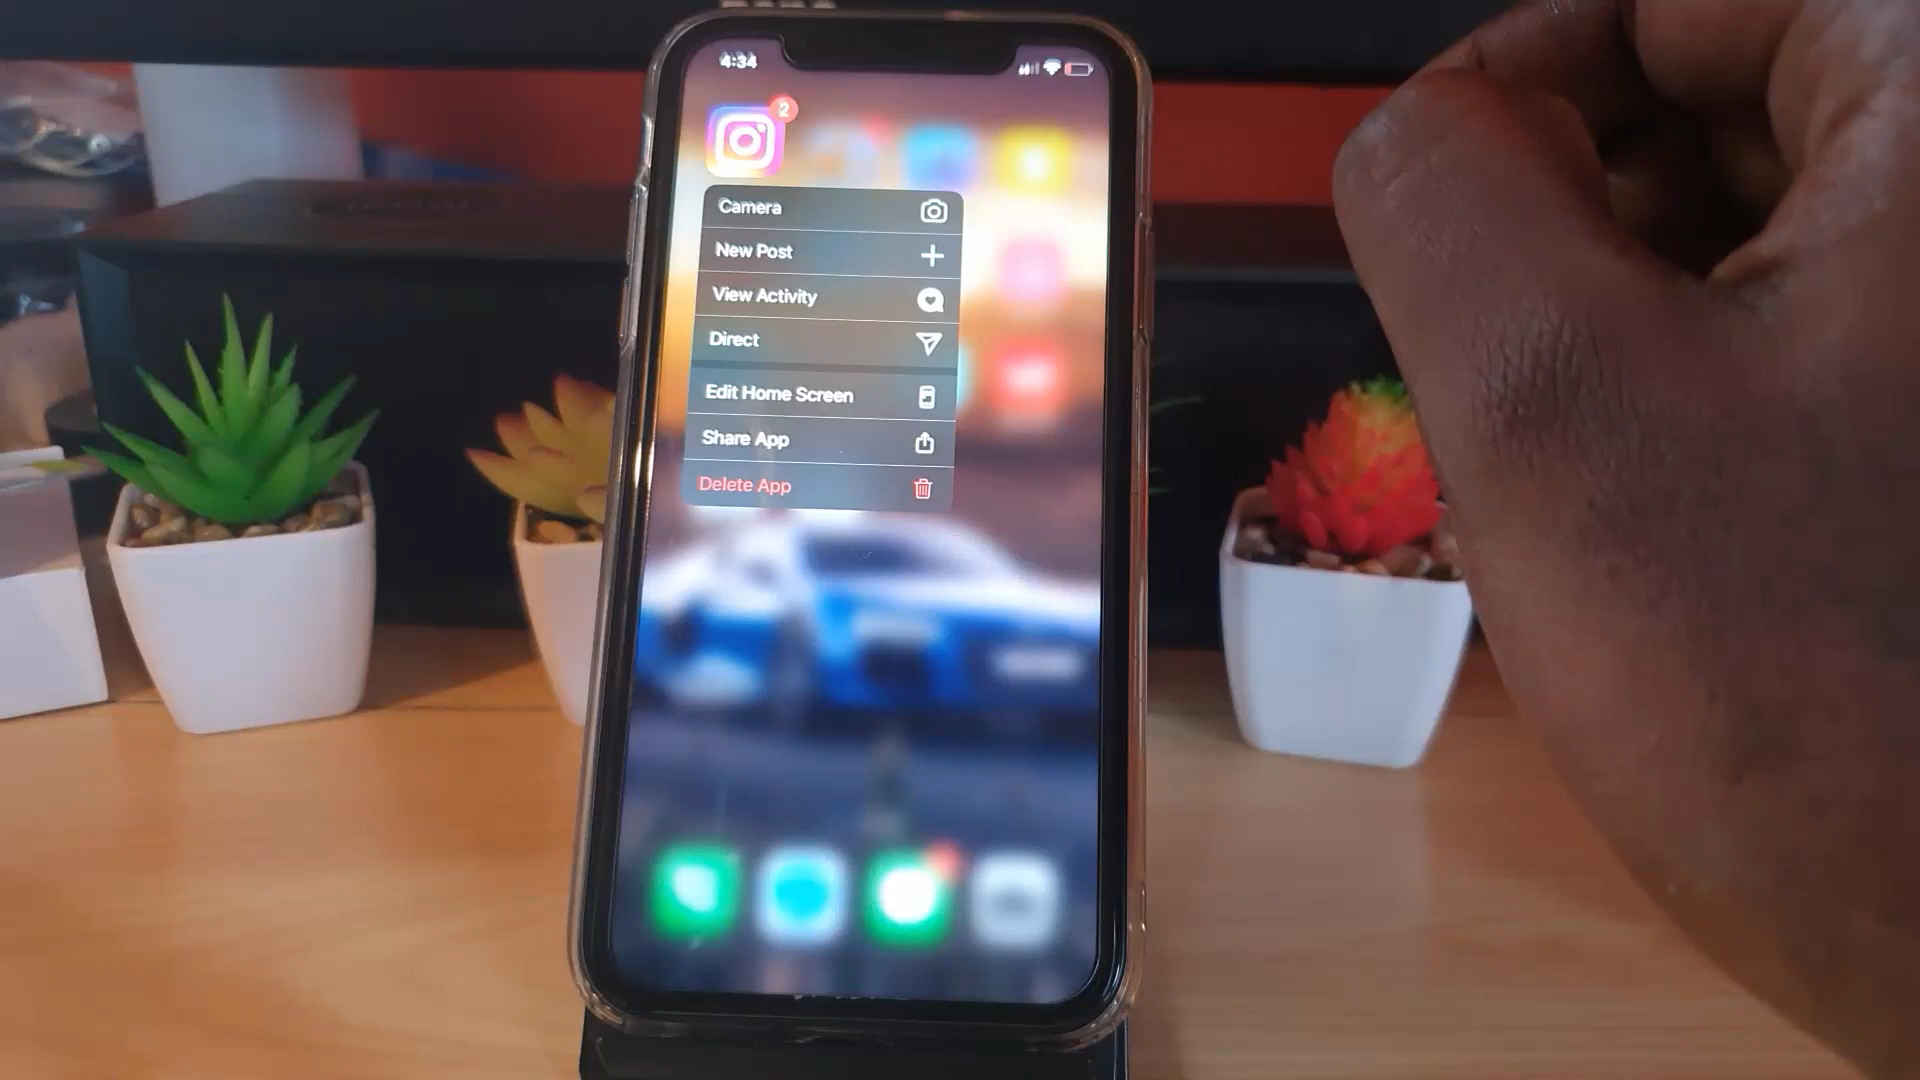 4:34
2
Camera
New Post
View Activity
Direct
Edit Home Screen
Share App
Delete App